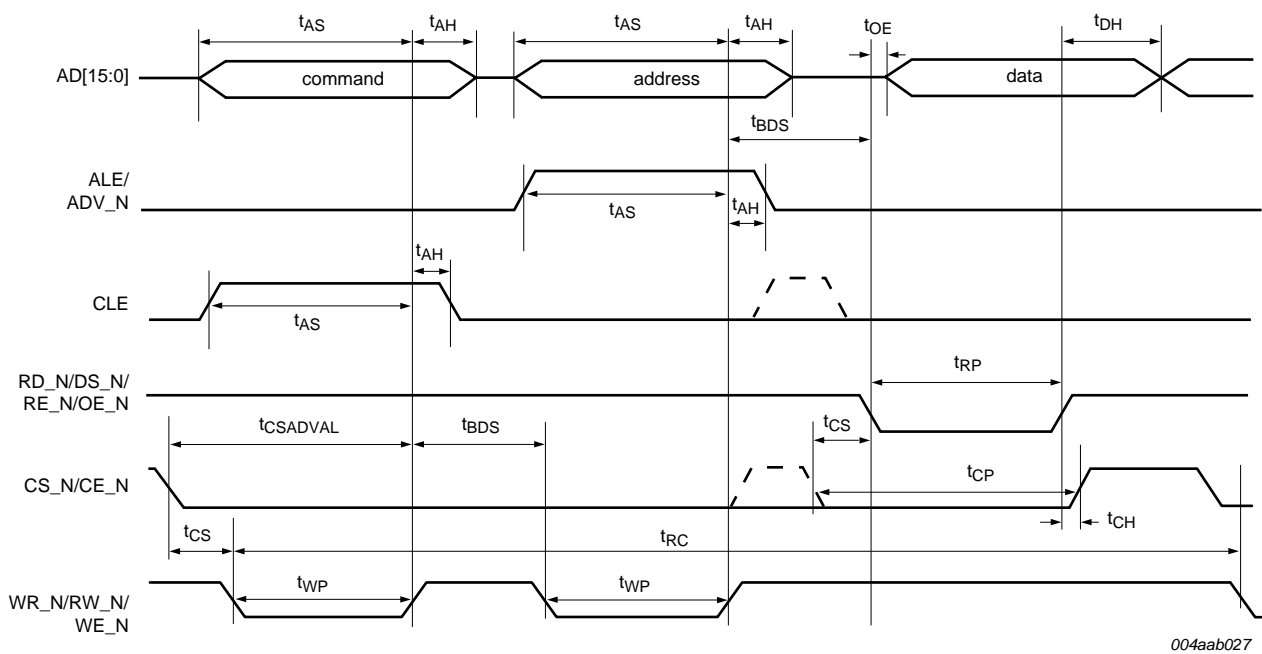 tAS tAH tAS tAH tOE tDH
AD[15:0] command address data
tBDS
ALE/
ADV_N
tAS tAH
tAH
CLE
tAS
tRP
RD_N/DS_N/
RE_N/OE_N
tCSADVAL tBDS tCS
CS_N/CE_N tCP
tCS tRC tCH
tWP tWP
WR_N/RW_N/
WE_N
004aab027